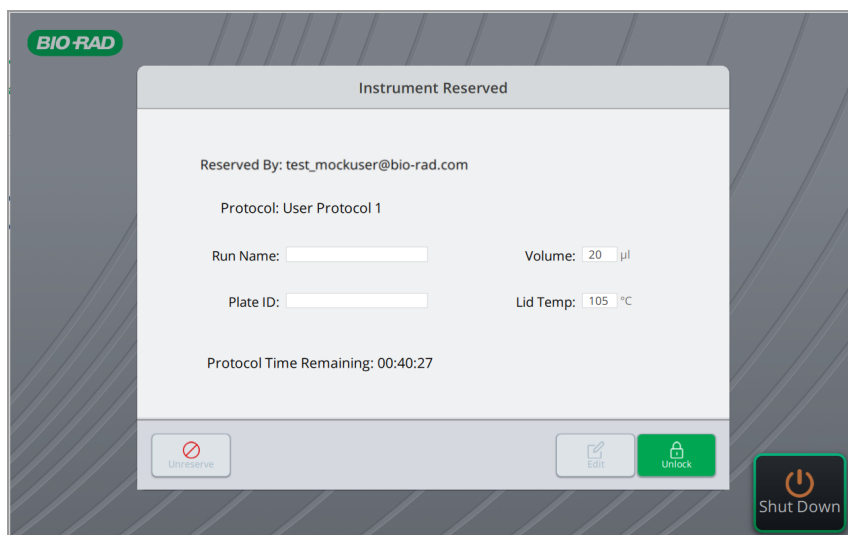 BIO-RAD
Instrument Reserved
Reserved By: test_mockuser@bio-rad.com
Protocol: User Protocol 1
Run Name:
Volume: 20 µl
Plate ID:
Lid Temp: 105 °C
Protocol Time Remaining: 00:40:27
Unreserve
Edit
Unlock
Shut Down